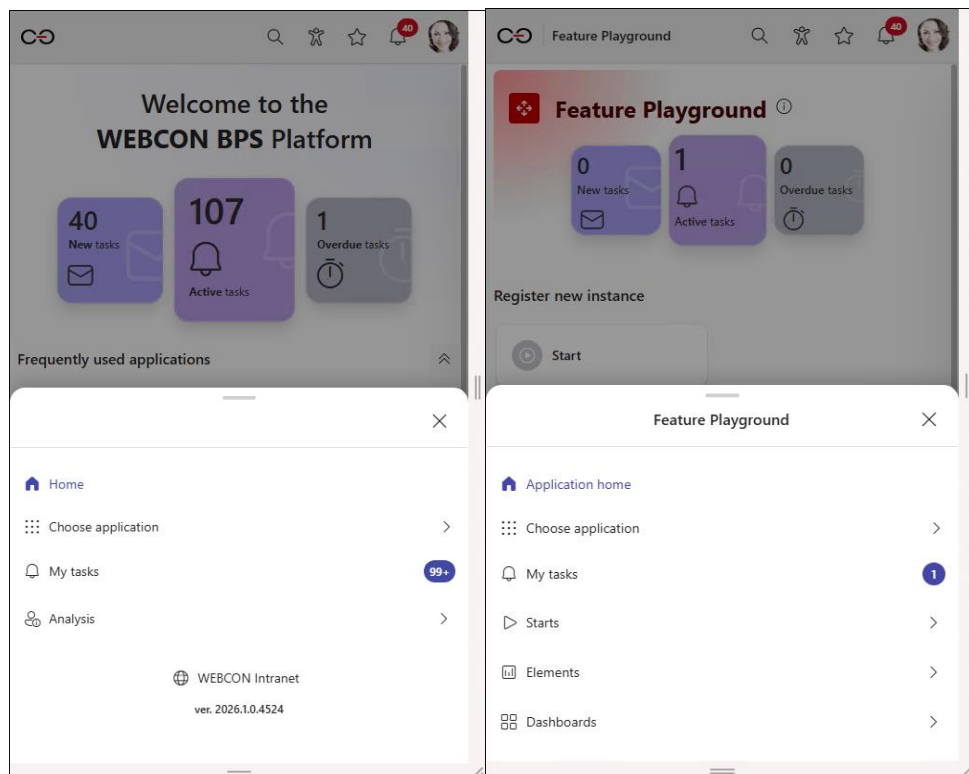 40
Welcome to the
WEBCON BPS Platform
40
New tasks
107
Active tasks
1
Overdue tasks
Frequently used applications
Home
Choose application
My tasks
99+
Analysis
WEBCON Intranet
ver. 2026.1.0.4524
Feature Playground
40
Feature Playground
0
New tasks
1
Active tasks
0
Overdue tasks
Register new instance
Start
Feature Playground
Application home
Choose application
My tasks
1
Starts
Elements
Dashboards